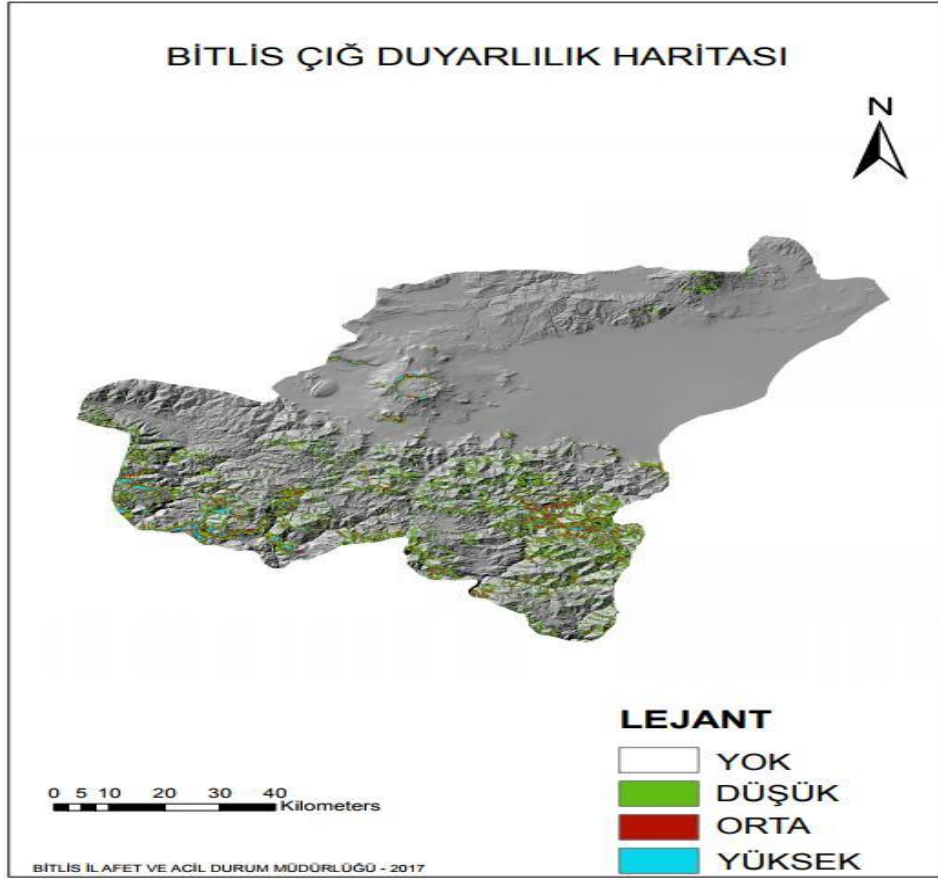 BİTLİS ÇIĞ DUYARLILIK HARİTASI
N
LEJANT
YOK
DÜŞÜK
ORTA
YÜKSEK
0 5 10 20 30 40
Kilometers
BİTLİS İL AFET VE ACİL DURUM MÜDÜRLÜĞÜ - 2017